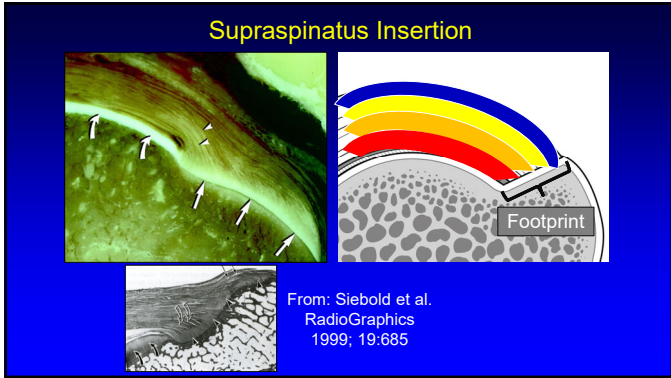 Supraspinatus Insertion
Footprint
From: Siebold et al.
RadioGraphics
1999; 19:685